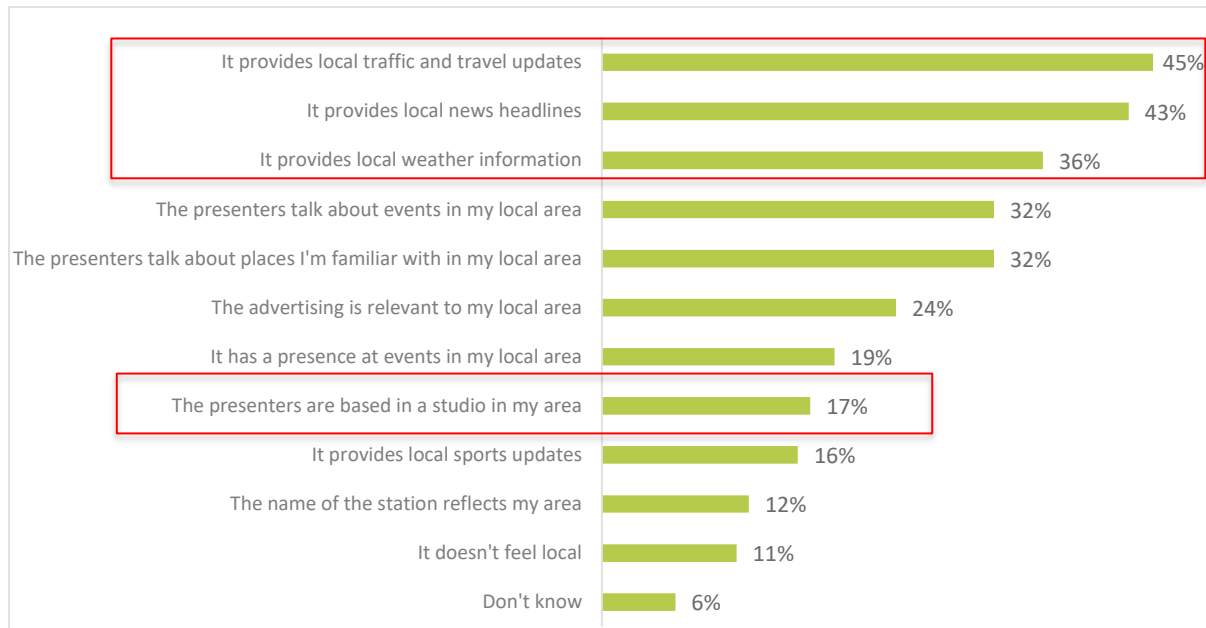 It provides local traffic and travel updates 45%
It provides local news headlines 43%
It provides local weather information 36%
The presenters talk about events in my local area 32%
The presenters talk about places I'm familiar with in my local area 32%
The advertising is relevant to my local area 24%
It has a presence at events in my local area 19%
The presenters are based in a studio in my area 17%
It provides local sports updates 16%
The name of the station reflects my area 12%
It doesn't feel local 11%
Don't know 6%